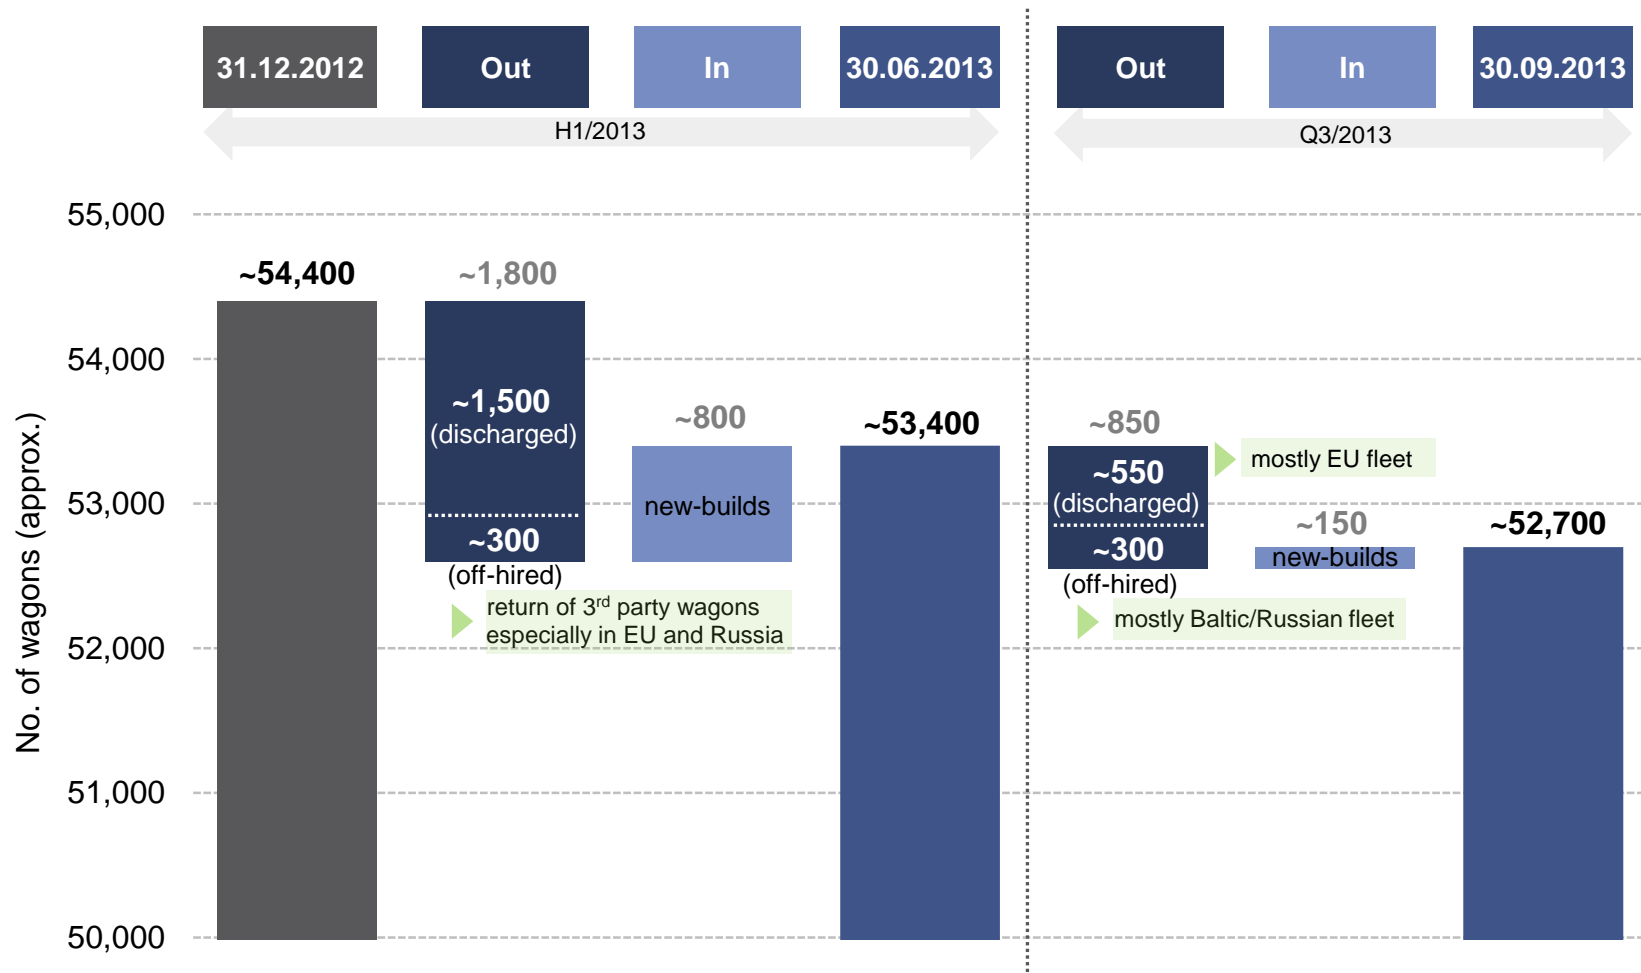 31.12.2012
Out
In
30.06.2013
Out
In
30.09.2013
H1/2013
Q3/2013
No. of wagons (approx.)
55,000
54,000
53,000
52,000
51,000
50,000
~54,400
~1,800
~1,500
(discharged)
~300
(off-hired)
return of 3rd party wagons
especially in EU and Russia
~800
new-builds
~53,400
~850
~550
(discharged)
~300
(off-hired)
mostly EU fleet
mostly Baltic/Russian fleet
~150
new-builds
~52,700